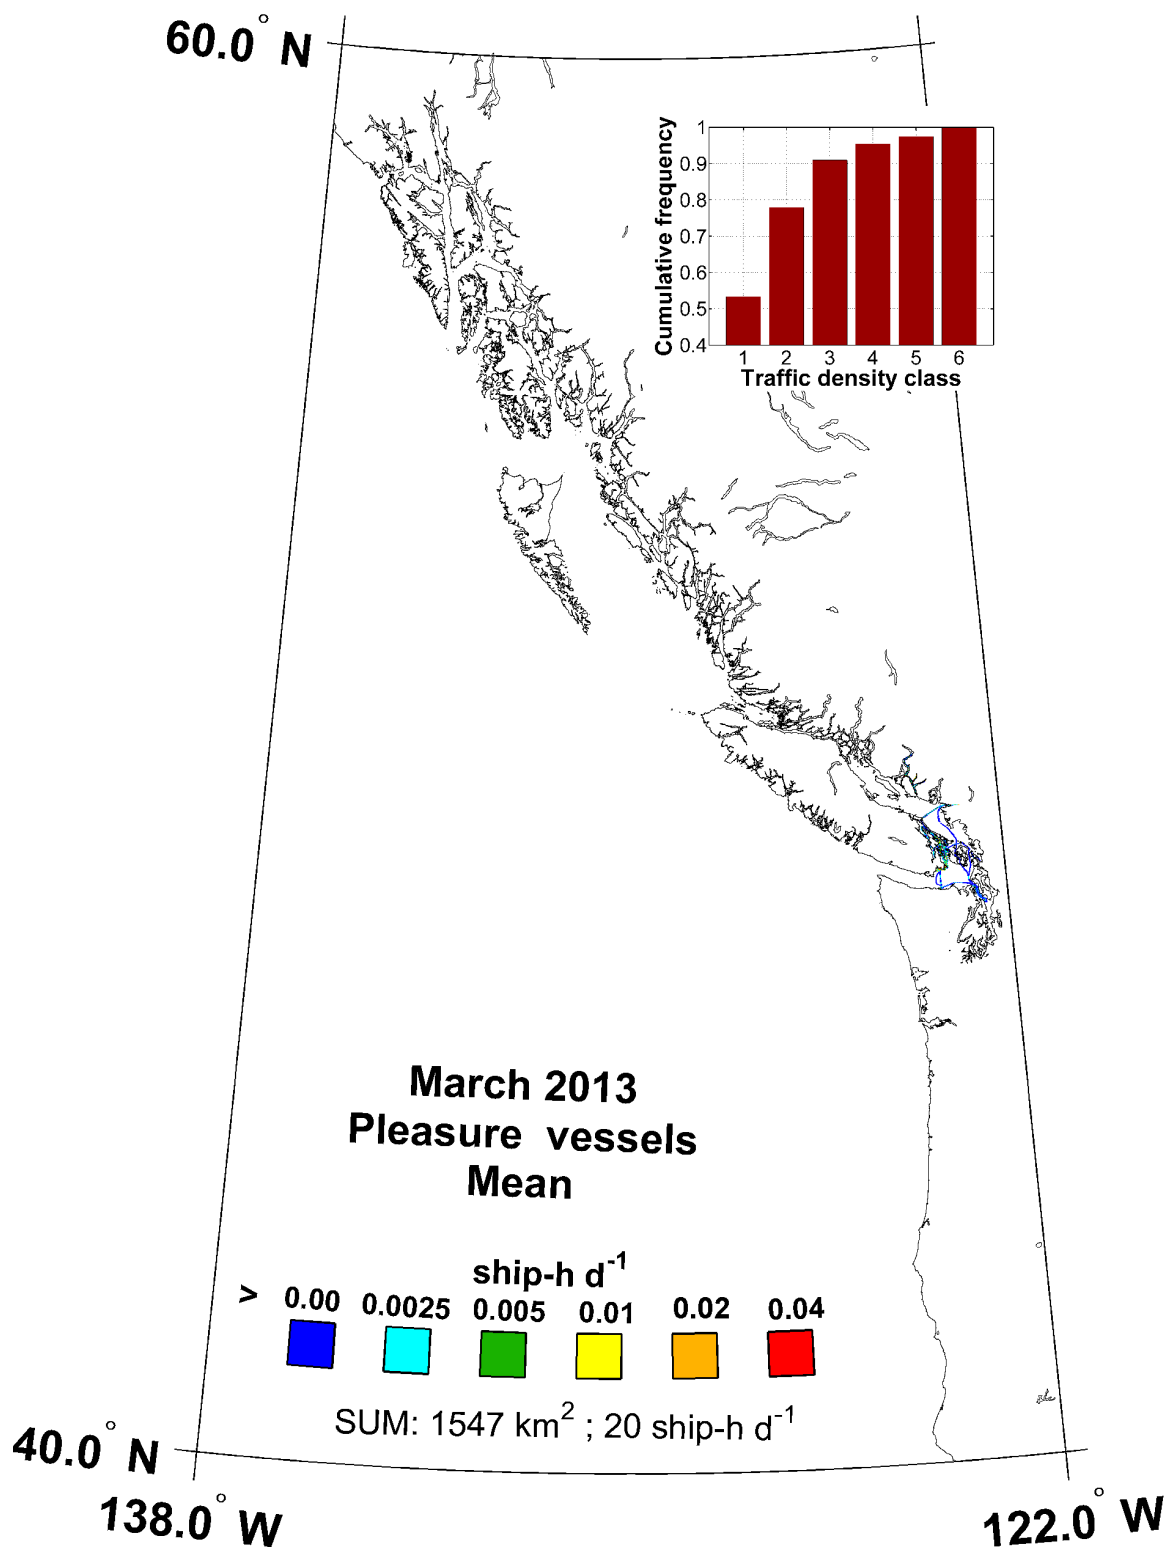 60.0° N
Cumulative frequency
1
0.9
0.8
0.7
0.6
0.5
0.4
1 2 3 4 5 6
Traffic density class
March 2013
Pleasure vessels
Mean
ship-h d⁻¹
> 0.00 0.0025 0.005 0.01 0.02 0.04
SUM: 1547 km² ; 20 ship-h d⁻¹
40.0° N
138.0° W
122.0° W